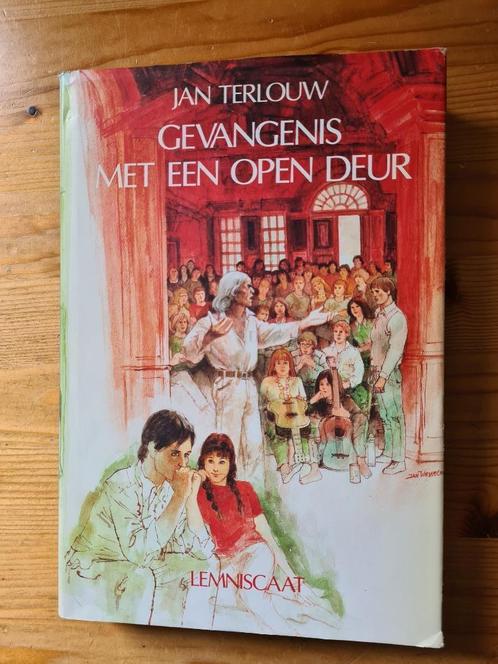 JAN TERLOUW
GEVANGENIS
MET EEN OPEN DEUR
LEMNISCAAT